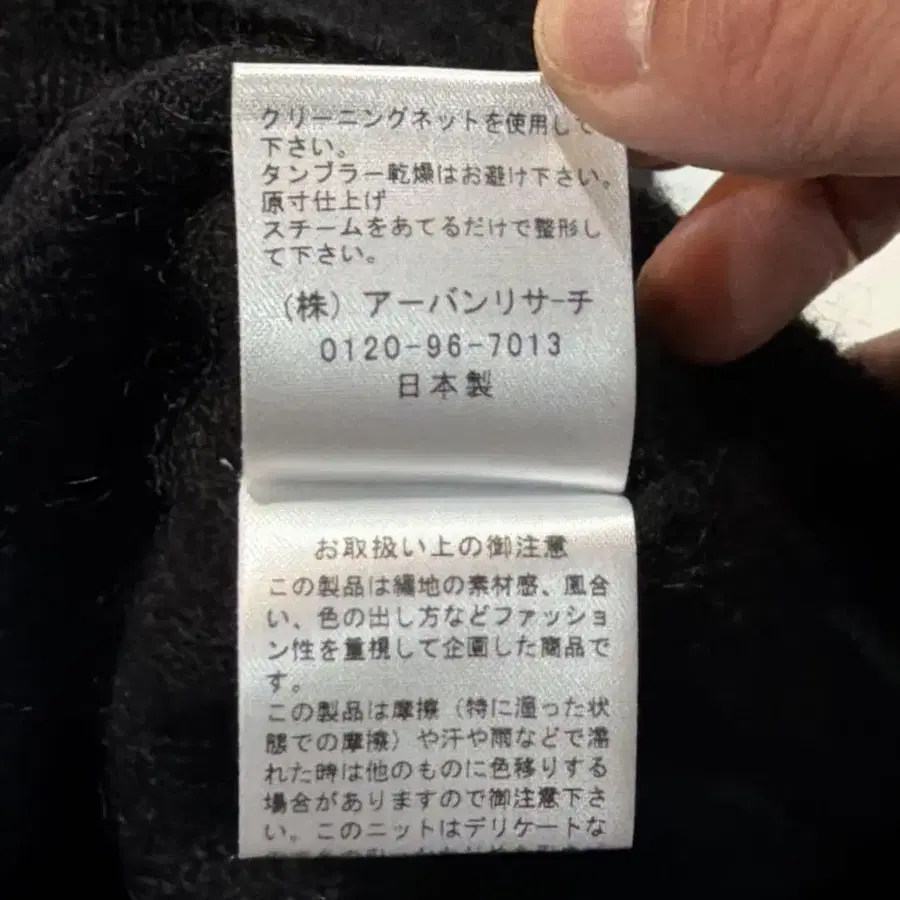 クリーニングネットを使用して
下さい。
タンブラー乾燥はお避け下さい。
原寸仕上げ
スチームをあてるだけで整形し
て下さい。
(株) アーバンリサーチ
0120-96-7013
日本製
お取扱い上の御注意
この製品は編地の素材感、風合
い、色の出し方などファッショ
ン性を重視して企画した商品で
す。
この製品は摩擦(特に湿った状
態での摩擦)や汗や雨などで濡
れた時は他のものに色移りする
場合がありますので御注意下さ
い。このニットはデリケートな